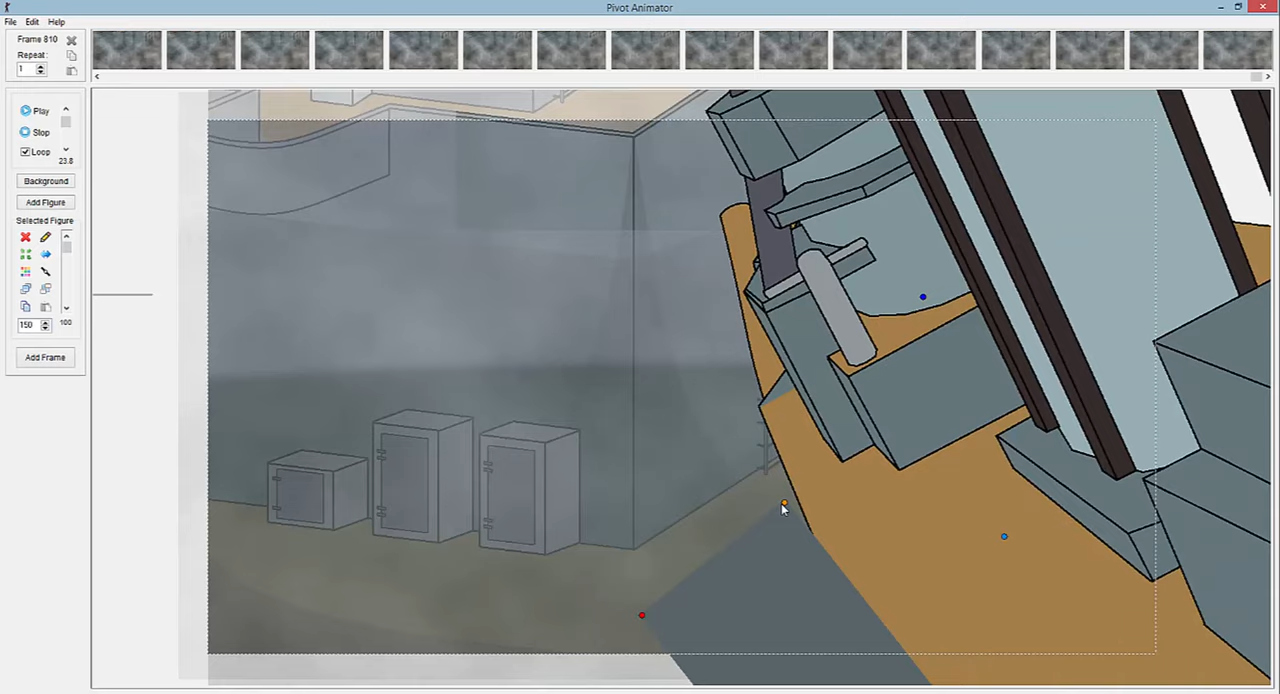 Pivot Animator
File Edit Help
Frame 810
Repeat:
1
Play
Stop
Loop
23.8
Background
Add Figure
Selected Figure
150
100
Add Frame